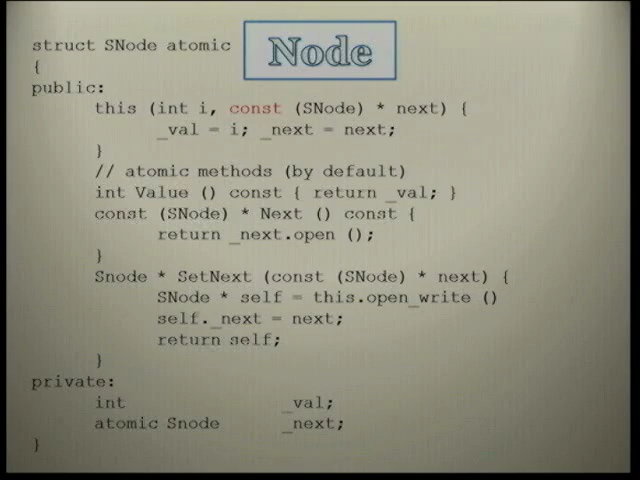 Node
struct SNode atomic
{
public:
this (int i, const (SNode) * next) {
_val = i; _next = next;
}
// atomic methods (by default)
int Value () const { return _val; }
const (SNode) * Next () const {
return _next.open ();
}
Snode * SetNext (const (SNode) * next) {
SNode * self = this.open_write ()
self._next = next;
return self;
}
private:
int _val;
atomic Snode _next;
}